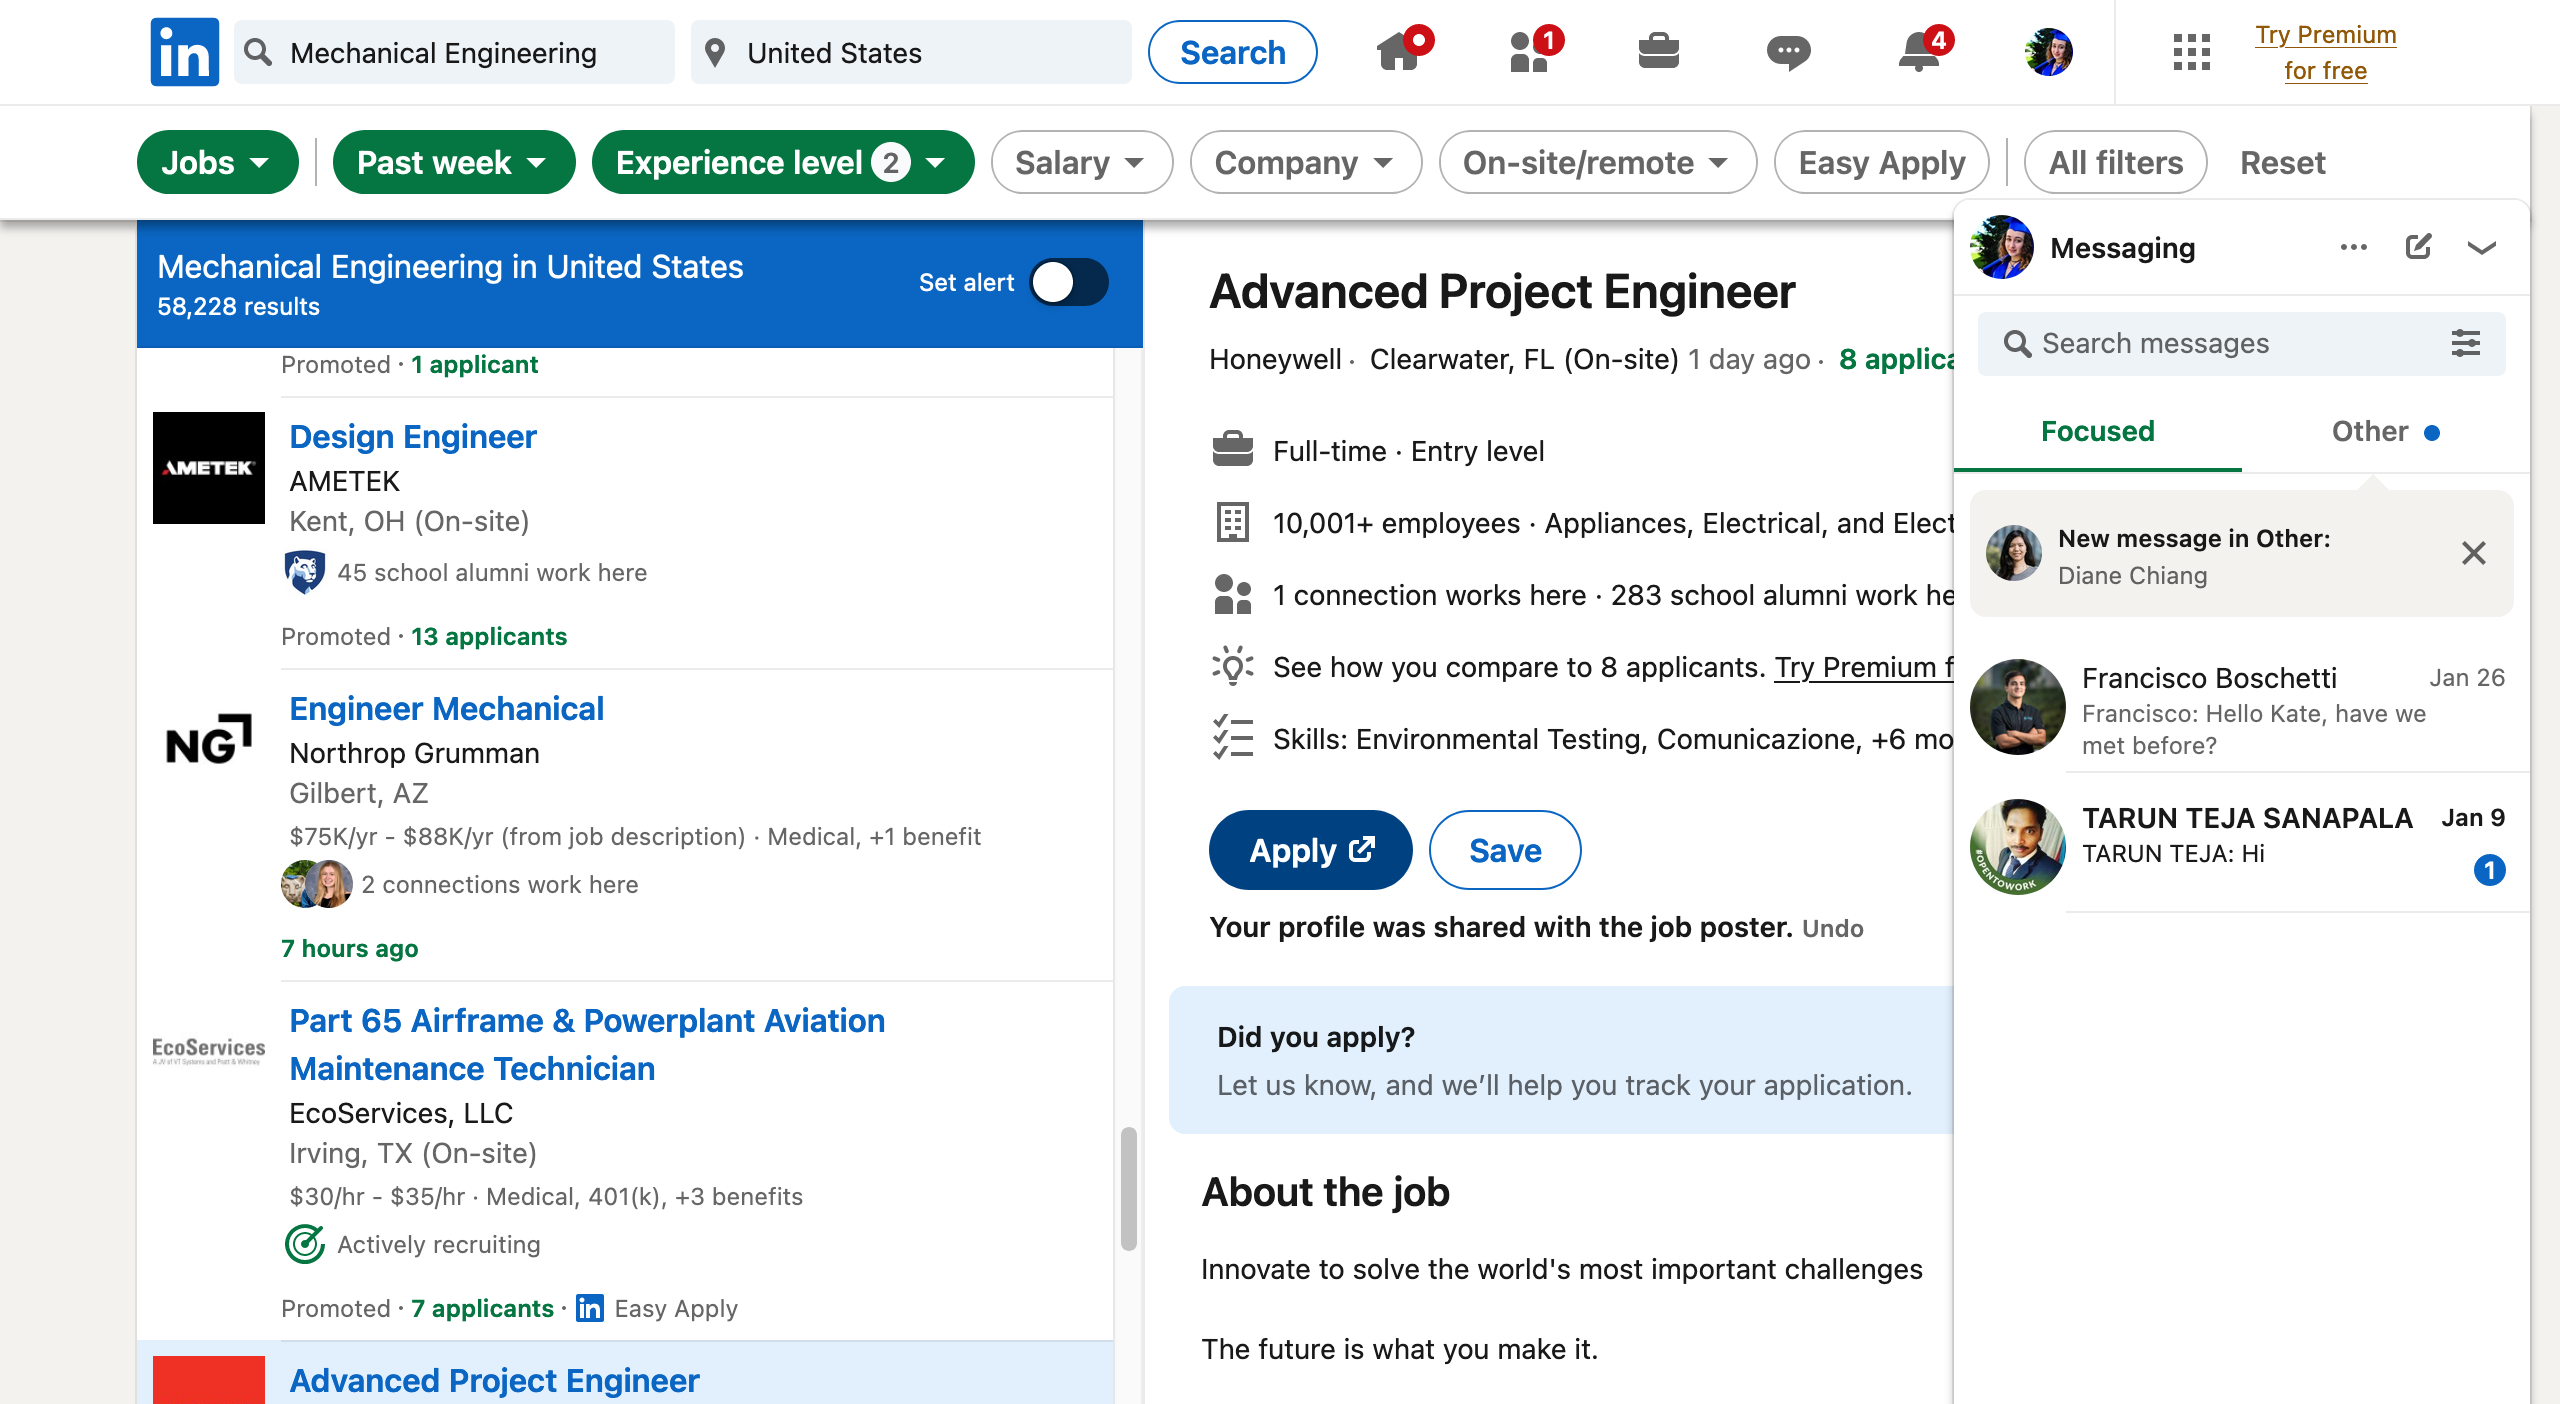 in
Mechanical Engineering
United States
Search
1
4
Try Premium
for free
Jobs
Past week
Experience level 2
Salary
Company
On-site/remote
Easy Apply
All filters
Reset
Mechanical Engineering in United States
58,228 results
Set alert
Promoted · 1 applicant
AMETEK
Design Engineer
AMETEK
Kent, OH (On-site)
45 school alumni work here
Promoted · 13 applicants
NG
Engineer Mechanical
Northrop Grumman
Gilbert, AZ
$75K/yr - $88K/yr (from job description) · Medical, +1 benefit
2 connections work here
7 hours ago
EcoServices
A JV of VT Systems and Pratt & Whitney
Part 65 Airframe & Powerplant Aviation
Maintenance Technician
EcoServices, LLC
Irving, TX (On-site)
$30/hr - $35/hr · Medical, 401(k), +3 benefits
Actively recruiting
Promoted · 7 applicants · in Easy Apply
Advanced Project Engineer
Advanced Project Engineer
Honeywell · Clearwater, FL (On-site) 1 day ago · 8 applica
Full-time · Entry level
10,001+ employees · Appliances, Electrical, and Elect
1 connection works here · 283 school alumni work he
See how you compare to 8 applicants. Try Premium f
Skills: Environmental Testing, Comunicazione, +6 mo
Apply
Save
Your profile was shared with the job poster. Undo
Did you apply?
Let us know, and we’ll help you track your application.
About the job
Innovate to solve the world's most important challenges
The future is what you make it.
Messaging
Search messages
Focused
Other
New message in Other:
Diane Chiang
Francisco Boschetti
Jan 26
Francisco: Hello Kate, have we
met before?
#OPENTOWORK
TARUN TEJA SANAPALA
Jan 9
TARUN TEJA: Hi
1